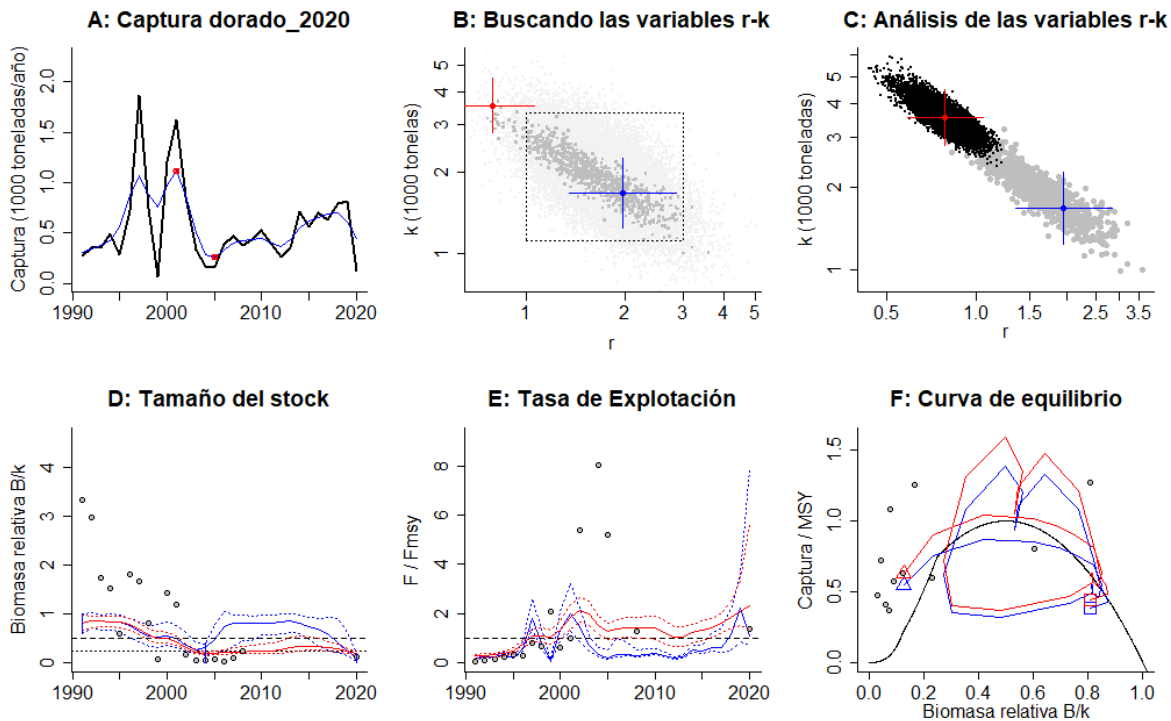 A: Captura dorado_2020
Captura (1000 toneladas/año)
0.0 0.5 1.0 1.5 2.0
1990 2000 2010 2020
B: Buscando las variables r-k
k (1000 tonelas)
1 2 3 4 5
1 2 3 4 5
r
C: Análisis de las variables r-k
k (1000 toneladas)
1 2 3 4 5
0.5 1.0 1.5 2.5 3.5
r
D: Tamaño del stock
Biomasa relativa B/k
0 1 2 3 4
1990 2000 2010 2020
E: Tasa de Explotación
F / Fmsy
0 2 4 6 8
1990 2000 2010 2020
F: Curva de equilibrio
Captura / MSY
0.0 0.5 1.0 1.5
0.0 0.2 0.4 0.6 0.8 1.0
Biomasa relativa B/k